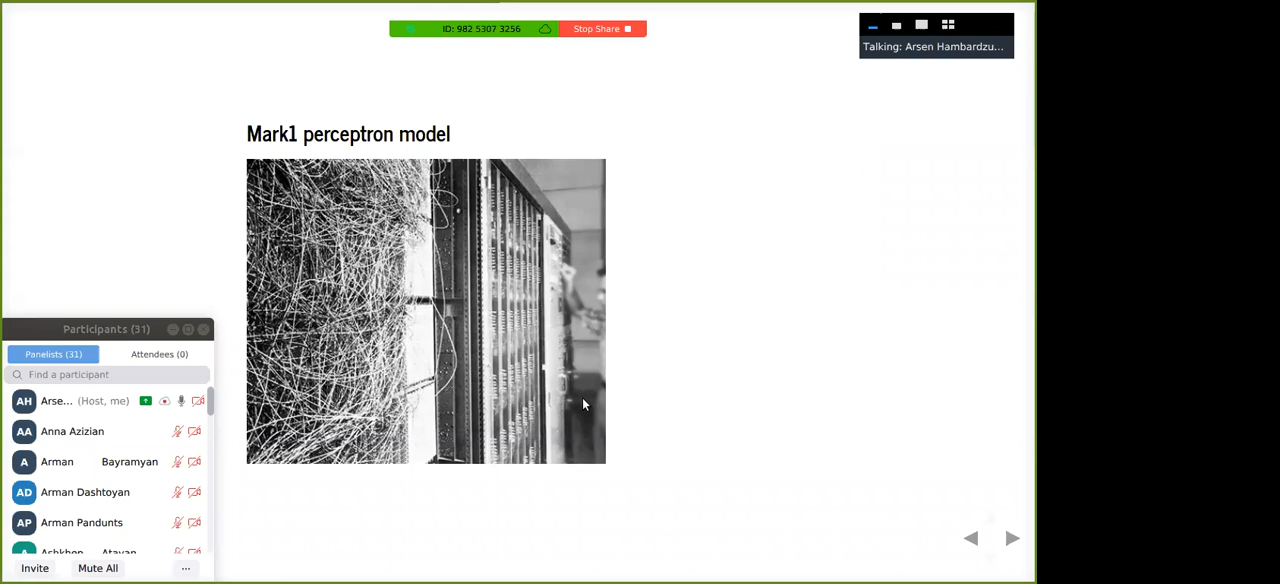 ID: 982 5307 3256
Stop Share
Talking: Arsen Hambardzu...
Mark1 perceptron model
Participants (31)
Panelists (31)
Attendees (0)
Find a participant
AH Arse... (Host, me)
AA Anna Azizian
A Arman Bayramyan
AD Arman Dashtoyan
AP Arman Pandunts
Ashkhen Atayan
Invite
Mute All
...